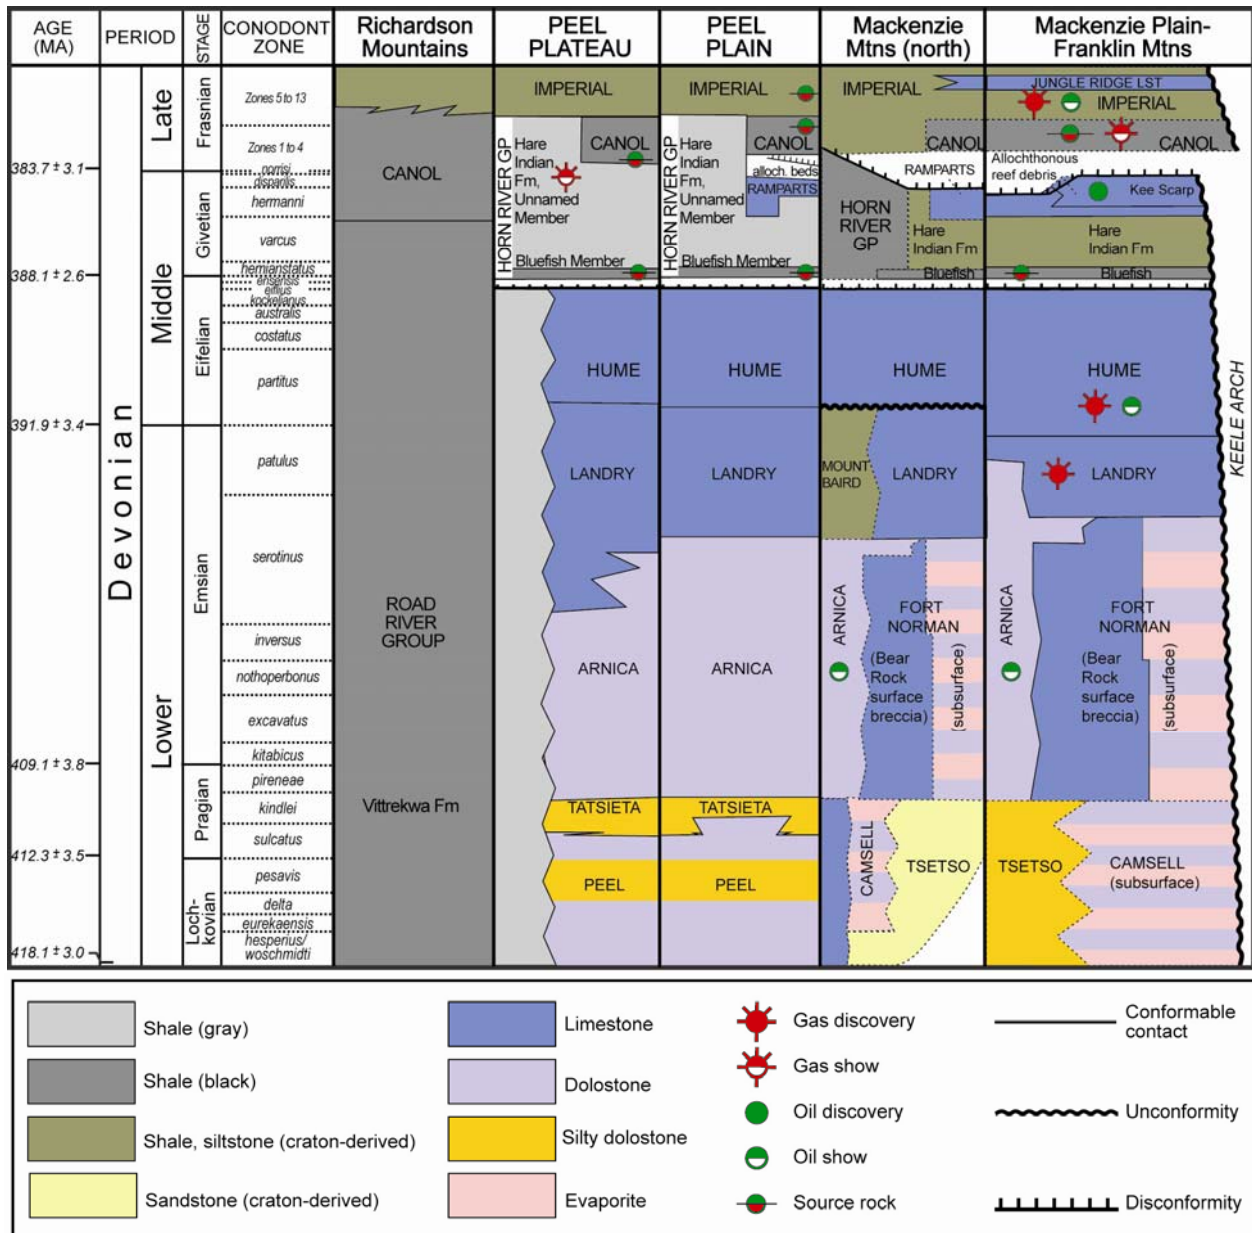 AGE
(MA)
PERIOD
STAGE
CONODONT
ZONE
Richardson
Mountains
PEEL
PLATEAU
PEEL
PLAIN
Mackenzie
Mtns (north)
Mackenzie Plain-
Franklin Mtns
383.7 ± 3.1
388.1 ± 2.6
391.9 ± 3.4
409.1 ± 3.8
412.3 ± 3.5
418.1 ± 3.0
Devonian
Late
Middle
Lower
Frasnian
Givetian
Eifelian
Emsian
Pragian
Loch-
kovian
Zones 5 to 13
Zones 1 to 4
norrisi
disparilis
hermanni
varcus
hemiansatus
ensensis
eiflius
kockelianus
australis
costatus
partitus
patulus
serotinus
inversus
nothoperbonus
excavatus
kitabicus
pireneae
kindlei
sulcatus
pesavis
delta
eurekaensis
hesperius/
woschmidti
CANOL
ROAD
RIVER
GROUP
Vittrekwa Fm
IMPERIAL
HORN RIVER GP
Hare
Indian
Fm,
Unnamed
Member
CANOL
Bluefish Member
HUME
LANDRY
ARNICA
TATSIETA
PEEL
IMPERIAL
HORN RIVER GP
Hare
Indian
Fm,
Unnamed
Member
CANOL
alloch. beds
RAMPARTS
Bluefish Member
HUME
LANDRY
ARNICA
TATSIETA
PEEL
IMPERIAL
CANOL
RAMPARTS
HORN
RIVER
GP
Hare
Indian Fm
Bluefish
HUME
MOUNT
BAIRD
LANDRY
ARNICA
FORT
NORMAN
(Bear
Rock
surface
breccia)
(subsurface)
CAMSELL
TSETSO
JUNGLE RIDGE LST
IMPERIAL
CANOL
Allochthonous
reef debris
Kee Scarp
Hare
Indian Fm
Bluefish
HUME
LANDRY
ARNICA
FORT
NORMAN
(Bear
Rock
surface
breccia)
(subsurface)
TSETSO
CAMSELL
(subsurface)
KEELE ARCH
Shale (gray)
Shale (black)
Shale, siltstone (craton-derived)
Sandstone (craton-derived)
Limestone
Dolostone
Silty dolostone
Evaporite
Gas discovery
Gas show
Oil discovery
Oil show
Source rock
Conformable
contact
Unconformity
Disconformity